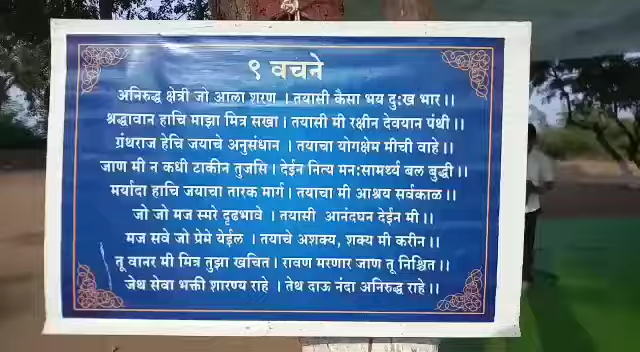 ९ वचने
अनिरुद्ध क्षेत्री जो आला शरण । तयासी कैसा भय दुःख भार ।।
श्रद्धावान हाचि माझा मित्र सखा । तयासी मी रक्षीन देवयान पंथी ।।
ग्रंथराज हेचि जयाचे अनुसंधान । तयाचा योगक्षेम मीची वाहे ।।
जाण मी न कधी टाकीन तुजसि । देईन नित्य मनःसामर्थ्य बल बुद्धी ।।
मर्यादा हाचि जयाचा तारक मार्ग । तयाचा मी आश्रय सर्वकाळ ।।
जो जो मज स्मरे दृढभावे । तयासी आनंदघन देईन मी ।।
मज सवे जो प्रेमे येईल । तयाचे अशक्य, शक्य मी करीन ।।
तू वानर मी मित्र तुझा खचित । रावण मरणार जाण तू निश्चित ।।
जेथ सेवा भक्ती शारण्य राहे । तेथ दाऊ नंदा अनिरुद्ध राहे ।।